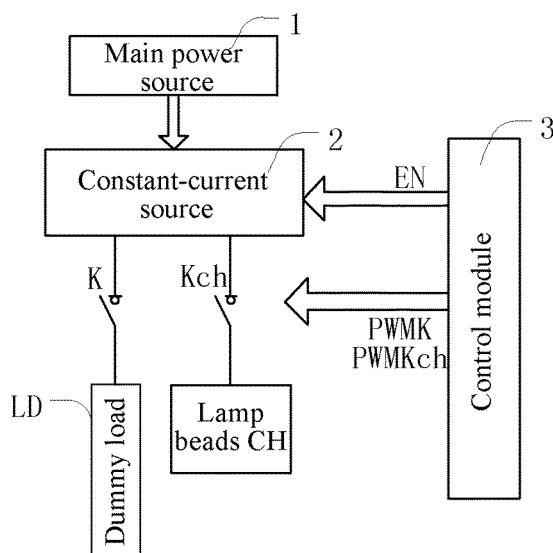 1
Main power
source
2
3
Constant-current
source
EN
K
Kch
PWMK
PWMKch
Control module
LD
Dummy load
Lamp
beads CH